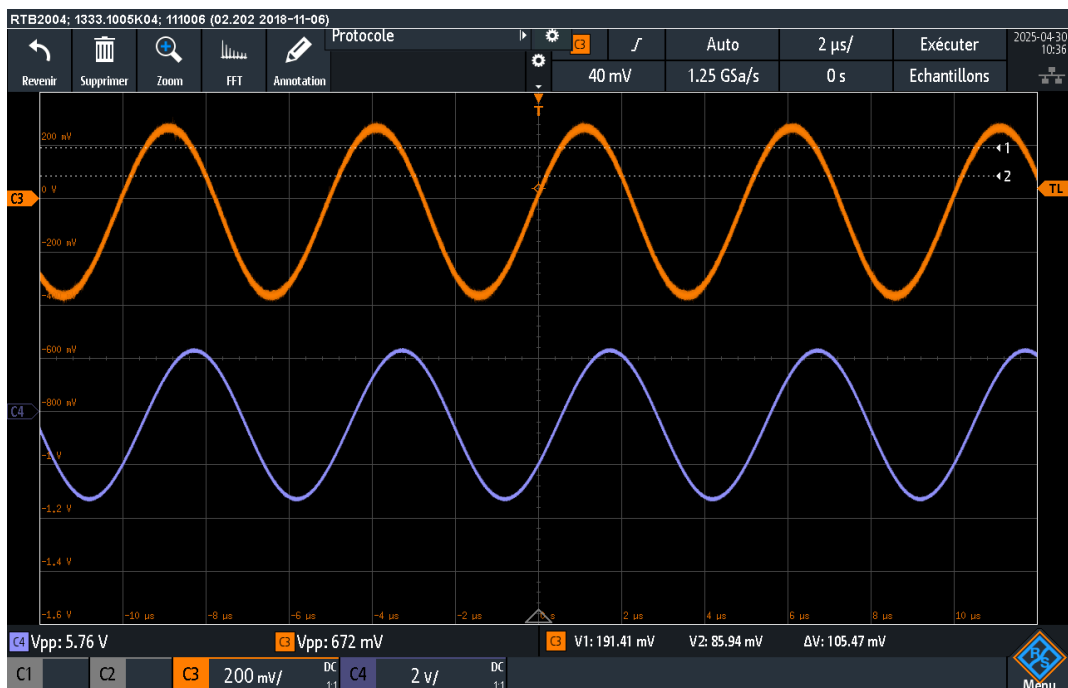 RTB2004; 1333.1005K04; 111006 (02.202 2018-11-06)
Revenir
Supprimer
Zoom
FFT
Annotation
Protocole
C3
Auto
2 µs/
Exécuter
2025-04-30
10:36
40 mV
1.25 GSa/s
0 s
Echantillons
T
200 mV
1
2
C3
0 V
TL
-200 mV
-600 mV
C4
-800 mV
-1 V
-1,2 V
-1.4 V
-1.6 V
-10 µs
-8 µs
-6 µs
-4 µs
-2 µs
2 µs
4 µs
6 µs
8 µs
10 µs
C4 Vpp: 5.76 V
C3 Vpp: 672 mV
C3 V1: 191.41 mV V2: 85.94 mV ΔV: 105.47 mV
C1
C2
C3
200 mV/
DC
1:1
C4
2 V/
DC
1:1
R&S
Menu